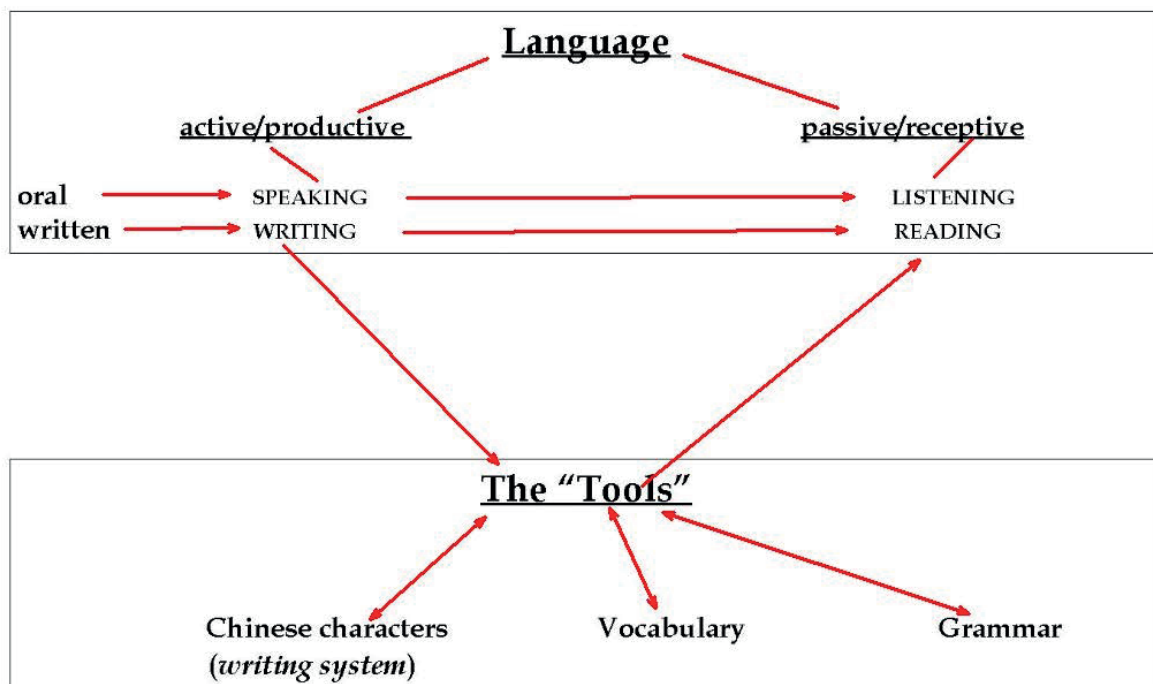 Language
active/productive passive/receptive
oral SPEAKING LISTENING
written WRITING READING
The “Tools”
Chinese characters Vocabulary Grammar
(writing system)